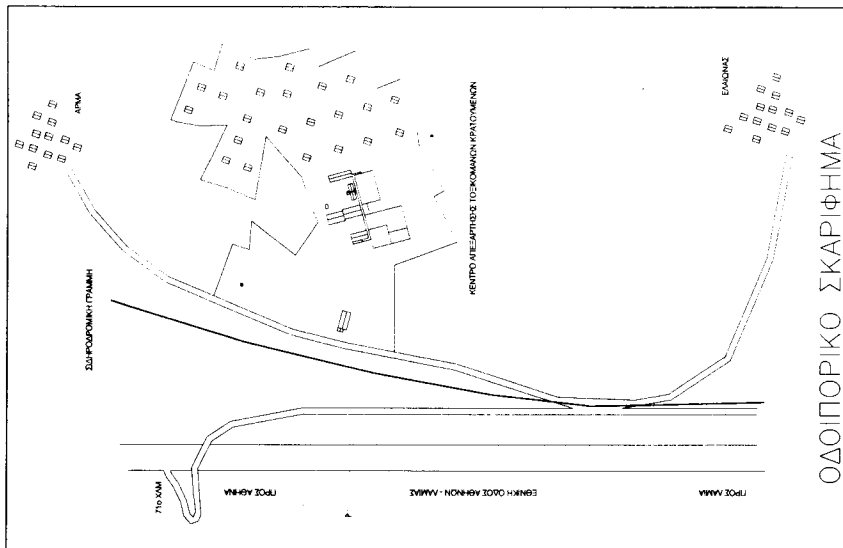 ΑΡΜΑ
ΕΛΑΙΩΝΑΣ
ΚΕΝΤΡΟ ΑΠΕΞΑΡΤΗΣΗΣ ΤΟΞΙΚΟΜΑΝΩΝ ΚΡΑΤΟΥΜΕΝΩΝ
ΣΙΔΗΡΟΔΡΟΜΙΚΗ ΓΡΑΜΜΗ
71ο ΧΛΜ
ΠΡΟΣ ΑΘΗΝΑ
ΕΘΝΙΚΗ ΟΔΟΣ ΑΘΗΝΩΝ - ΛΑΜΙΑΣ
ΠΡΟΣ ΛΑΜΙΑ
ΟΔΟΙΠΟΡΙΚΟ ΣΚΑΡΙΦΗΜΑ